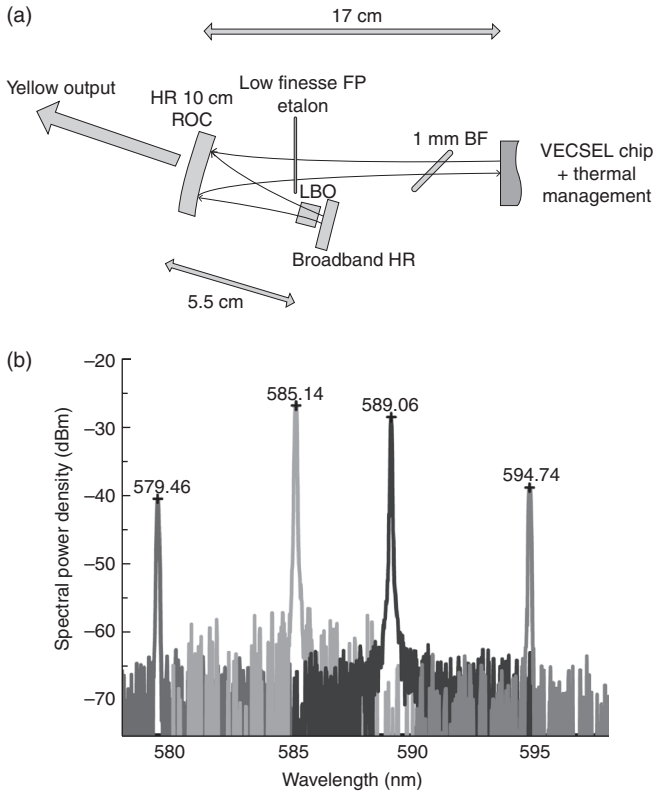 (a)
17 cm
Yellow output
HR 10 cm
ROC
Low finesse FP
etalon
1 mm BF
VECSEL chip
+ thermal
management
LBO
Broadband HR
5.5 cm
(b)
−20
−30
−40
−50
−60
−70
Spectral power density (dBm)
579.46
585.14
589.06
594.74
580
585
590
595
Wavelength (nm)